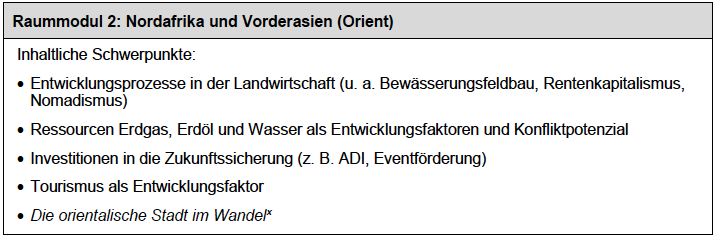 Raummodul 2: Nordafrika und Vorderasien (Orient)
Inhaltliche Schwerpunkte:
• Entwicklungsprozesse in der Landwirtschaft (u. a. Bewässerungsfeldbau, Rentenkapitalismus,
Nomadismus)
• Ressourcen Erdgas, Erdöl und Wasser als Entwicklungsfaktoren und Konfliktpotenzial
• Investitionen in die Zukunftssicherung (z. B. ADI, Eventförderung)
• Tourismus als Entwicklungsfaktor
• Die orientalische Stadt im Wandelˣ